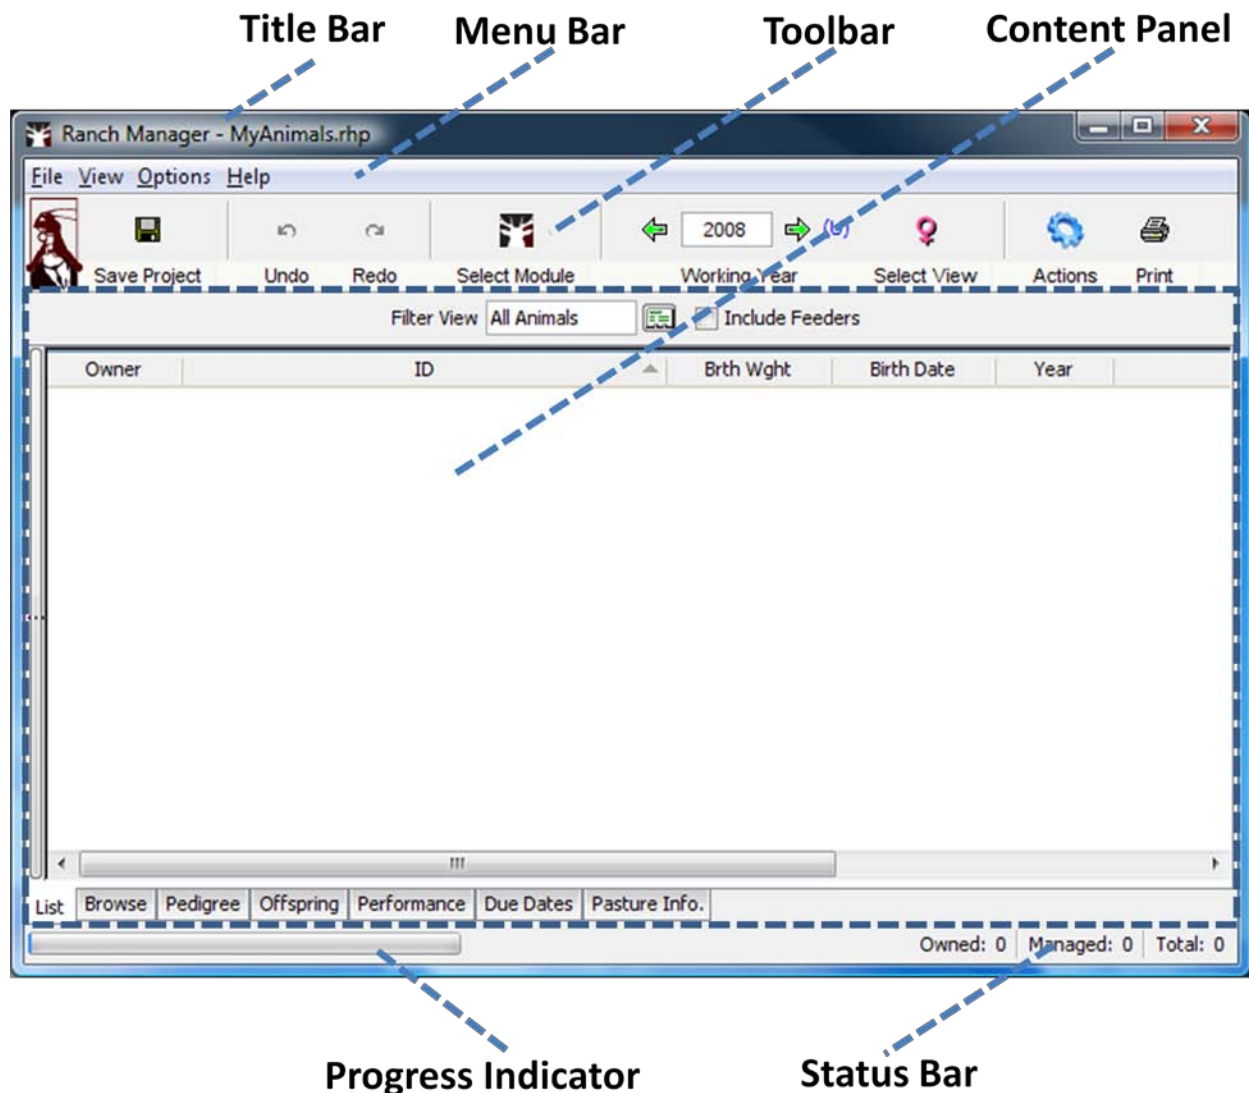 Title Bar Menu Bar Toolbar Content Panel
Ranch Manager - MyAnimals.rhp
File View Options Help
2008
Save Project Undo Redo Select Module Working Year Select View Actions Print
Filter View All Animals Include Feeders
Owner ID Brth Wght Birth Date Year
List Browse Pedigree Offspring Performance Due Dates Pasture Info.
Owned: 0 Managed: 0 Total: 0
Progress Indicator Status Bar